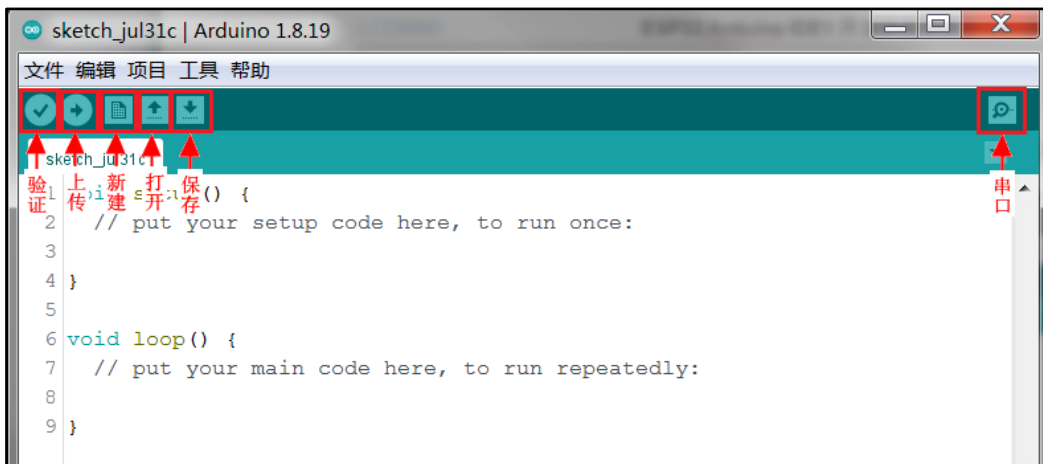 sketch_jul31c | Arduino 1.8.19
文件 编辑 项目 工具 帮助
sketch_jul31c
验证
上传
新建
打开
保存
串口
1 () {
2 // put your setup code here, to run once:
3
4 }
5
6 void loop() {
7 // put your main code here, to run repeatedly:
8
9 }